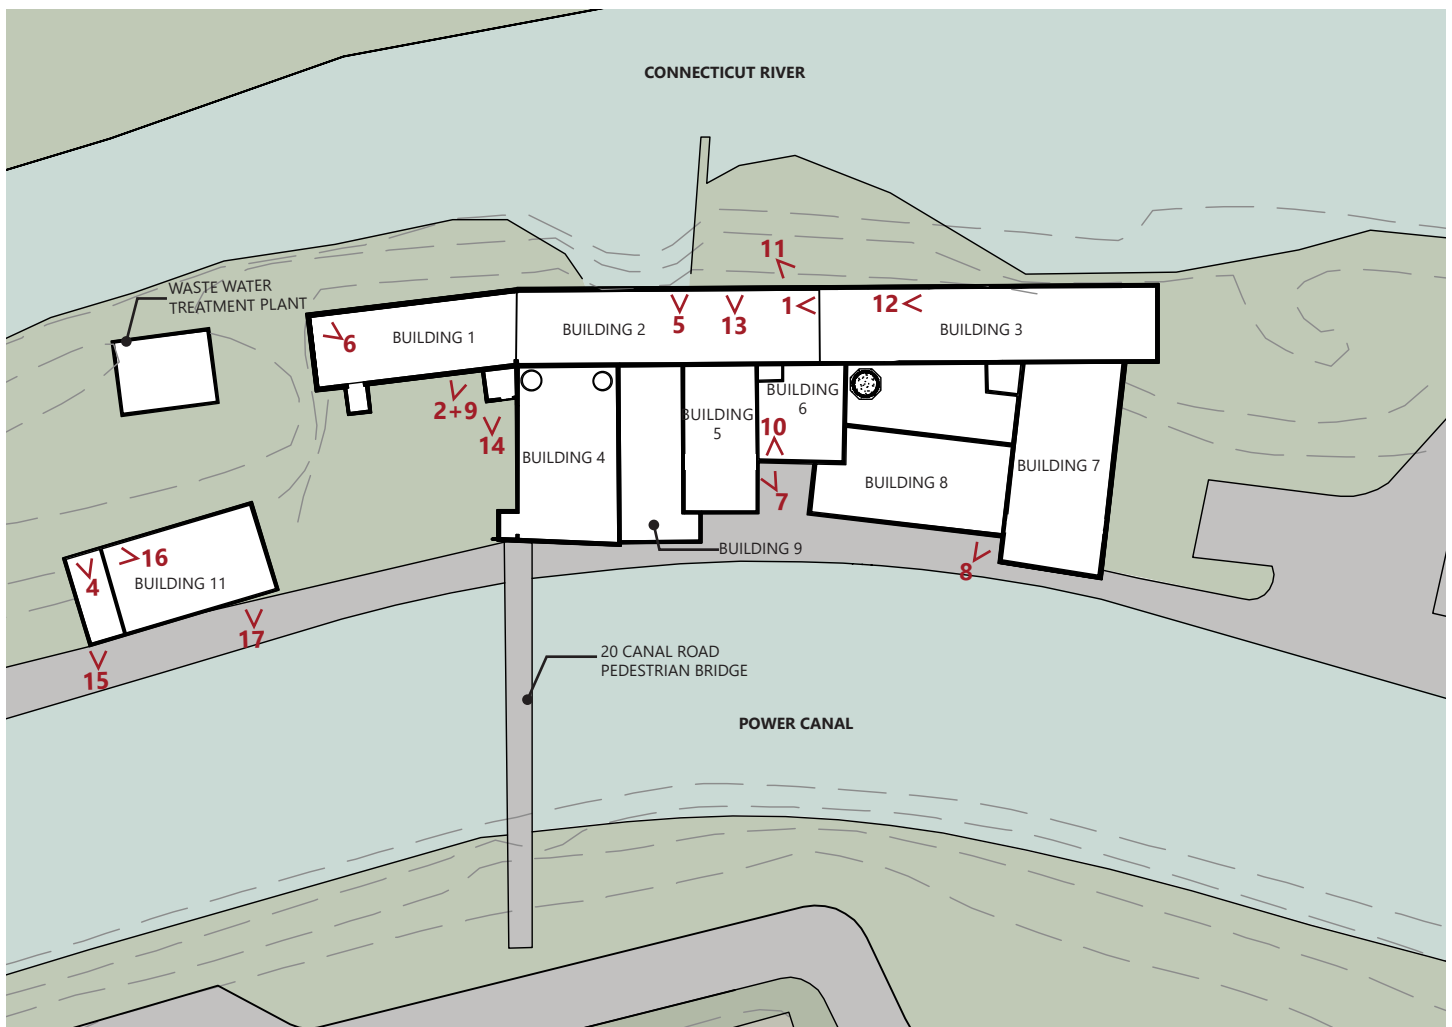 CONNECTICUT RIVER
11
WASTE WATER
TREATMENT PLANT
1
12
BUILDING 1
BUILDING 2
5
13
BUILDING 3
6
BUILDING
6
2+9
BUILDING
5
10
14
BUILDING 4
BUILDING 7
BUILDING 8
7
BUILDING 9
16
4
BUILDING 11
8
17
15
20 CANAL ROAD
PEDESTRIAN BRIDGE
POWER CANAL